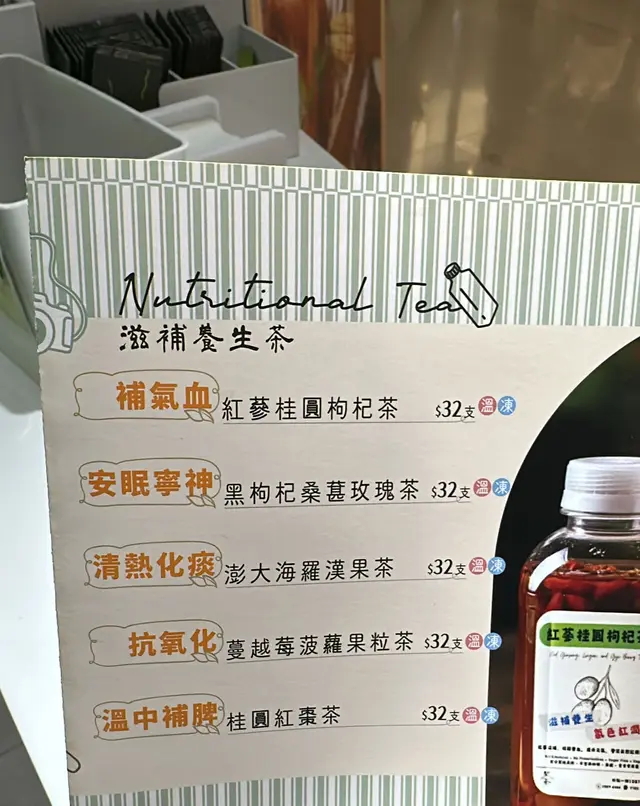 Nutritional Tea
滋補養生茶
補氣血 紅蔘桂圓枸杞茶 $32支 溫 凍
安眠寧神 黑枸杞桑葚玫瑰茶 $32支 溫 凍
清熱化痰 澎大海羅漢果茶 $32支 溫 凍
抗氧化 蔓越莓菠蘿果粒茶 $32支 溫 凍
溫中補脾 桂圓紅棗茶 $32支 溫 凍
紅蔘桂圓枸杞茶
滋補養生
氣色紅潤